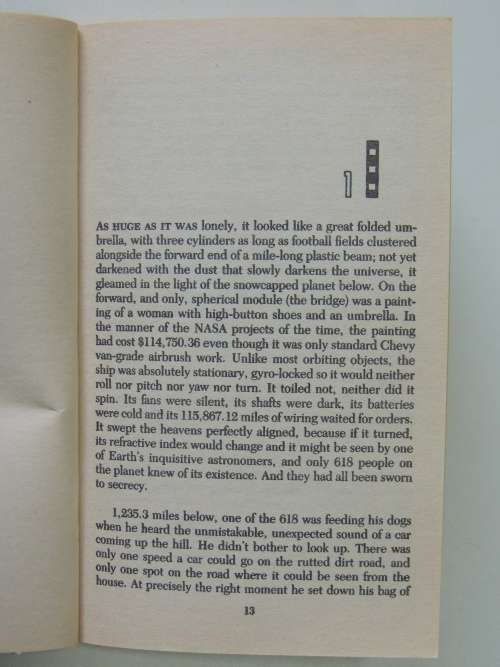 1
AS HUGE AS IT WAS lonely, it looked like a great folded um-
brella, with three cylinders as long as football fields clustered
alongside the forward end of a mile-long plastic beam; not yet
darkened with the dust that slowly darkens the universe, it
gleamed in the light of the snowcapped planet below. On the
forward, and only, spherical module (the bridge) was a paint-
ing of a woman with high-button shoes and an umbrella. In
the manner of the NASA projects of the time, the painting
had cost $114,750.36 even though it was only standard Chevy
van-grade airbrush work. Unlike most orbiting objects, the
ship was absolutely stationary, gyro-locked so it would neither
roll nor pitch nor yaw nor turn. It toiled not, neither did it
spin. Its fans were silent, its shafts were dark, its batteries
were cold and its 115,867.12 miles of wiring waited for orders.
It swept the heavens perfectly aligned, because if it turned,
its refractive index would change and it might be seen by one
of Earth's inquisitive astronomers, and only 618 people on
the planet knew of its existence. And they had all been sworn
to secrecy.
1,235.3 miles below, one of the 618 was feeding his dogs
when he heard the unmistakable, unexpected sound of a car
coming up the hill. He didn't bother to look up. There was
only one speed a car could go on the rutted dirt road, and
only one spot on the road where it could be seen from the
house. At precisely the right moment he set down his bag of
13